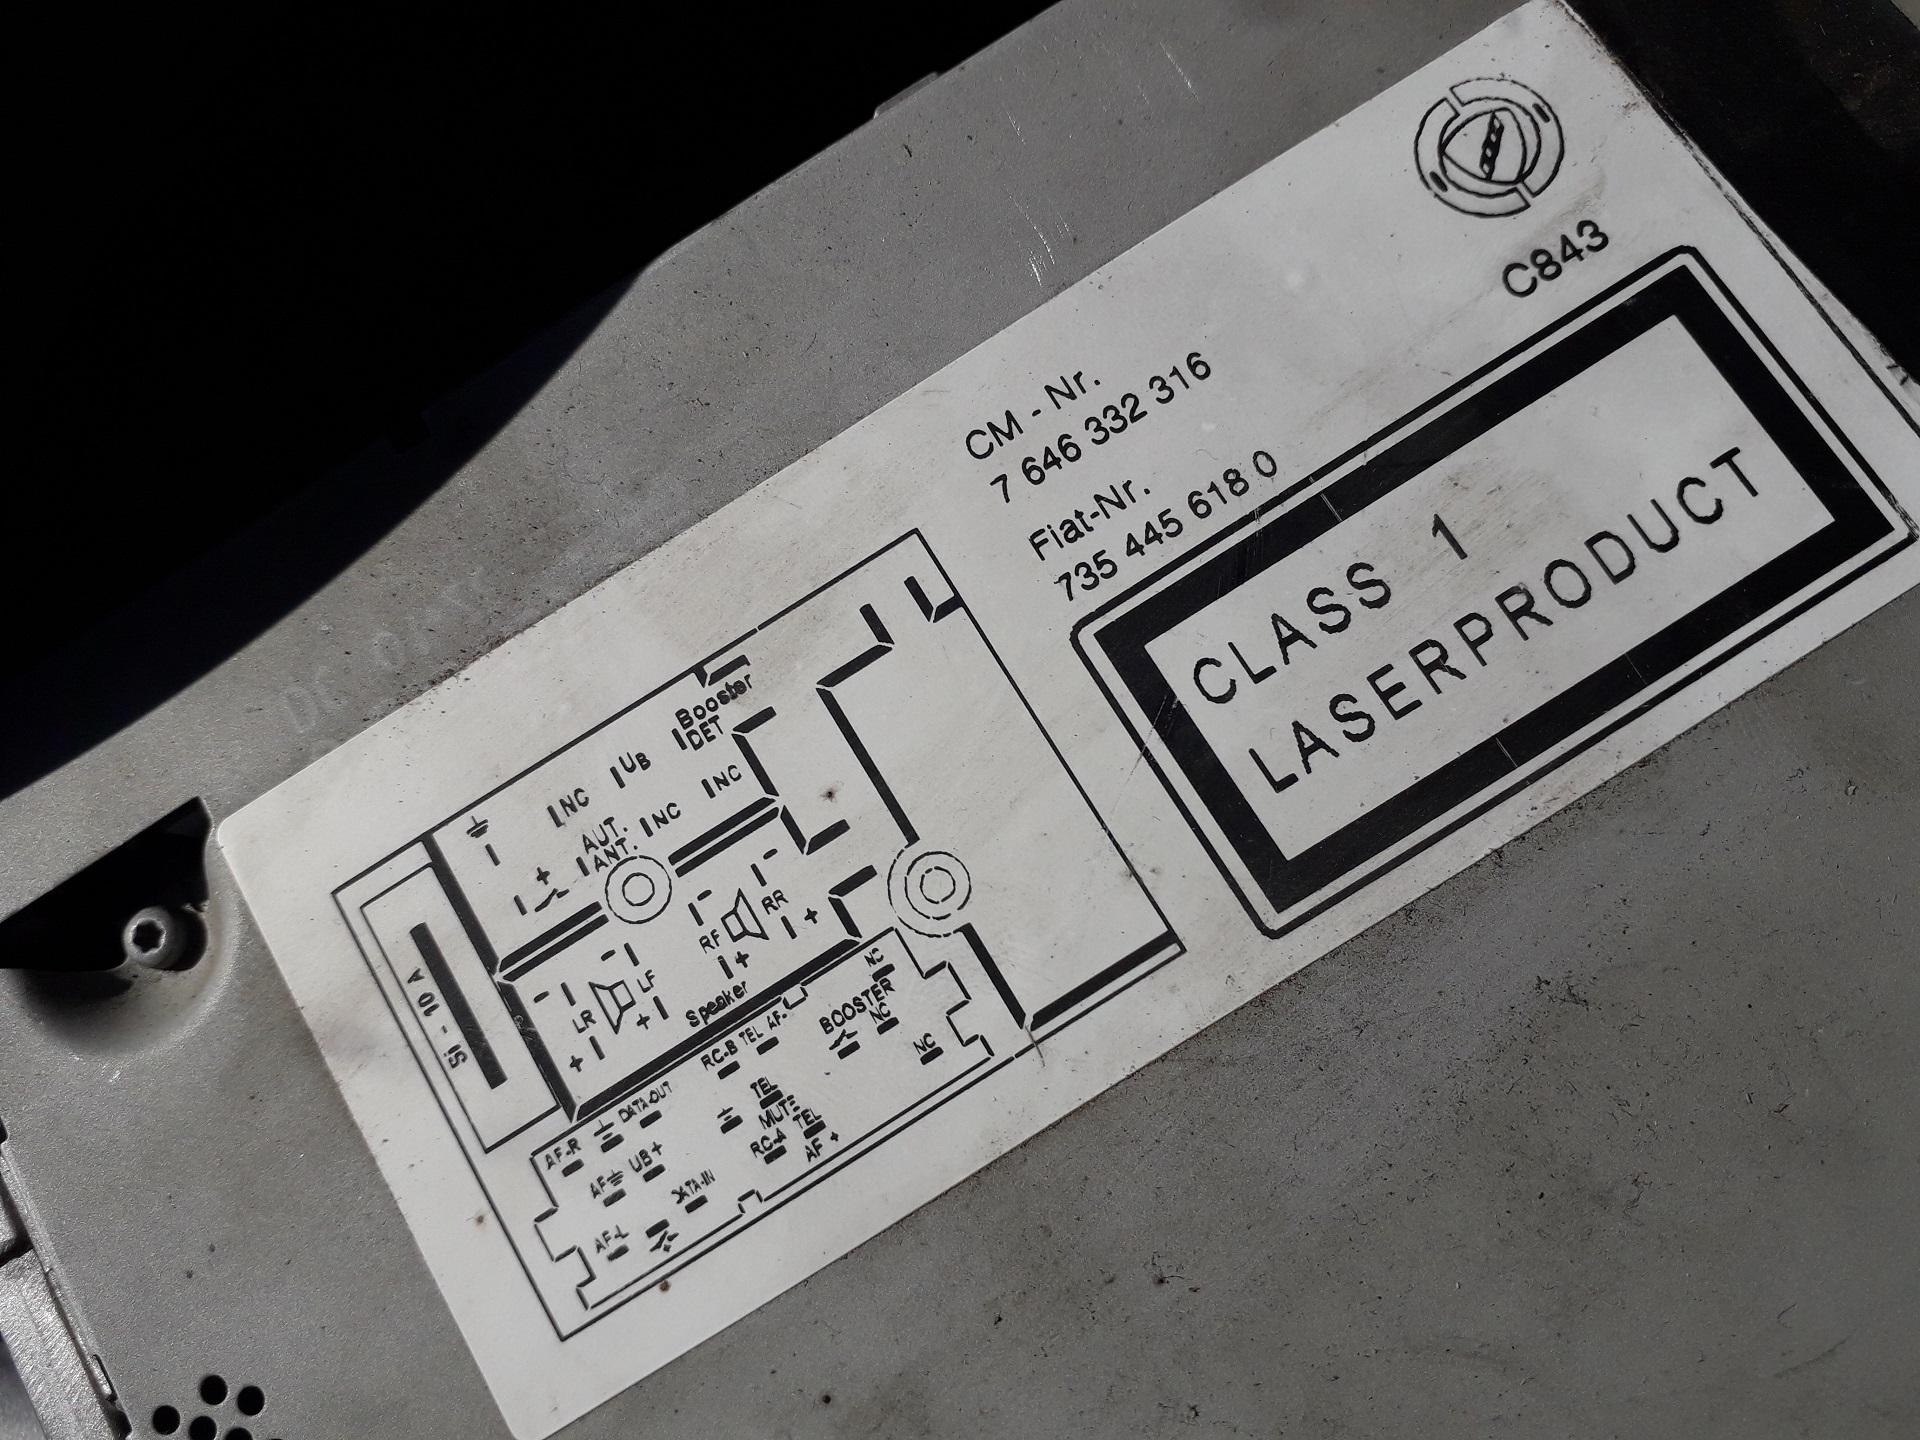 C843
CM - Nr.
7 646 332 316
Fiat-Nr.
735 445 618 0
CLASS 1
LASERPRODUCT
Booster
DET
UB
NC
NC
NC
AUT.
ANT.
+
Si - 10 A
- -
RF RR
+ +
- -
LR LF
+ +
Speaker
AF-R
DATA-OUT
RC-B
TEL AF-
NC
BOOSTER
NC
NC
AF
UB+
TEL
MUTE
RC-A
TEL
AF +
AF-L
DATA-IN